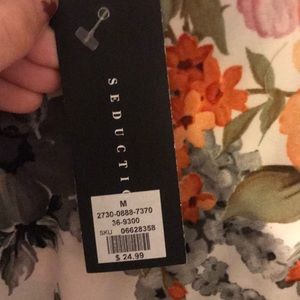 SEDUCTIO
M
2730-0888-7370
36-9300
SKU 06628358
$ 24.99